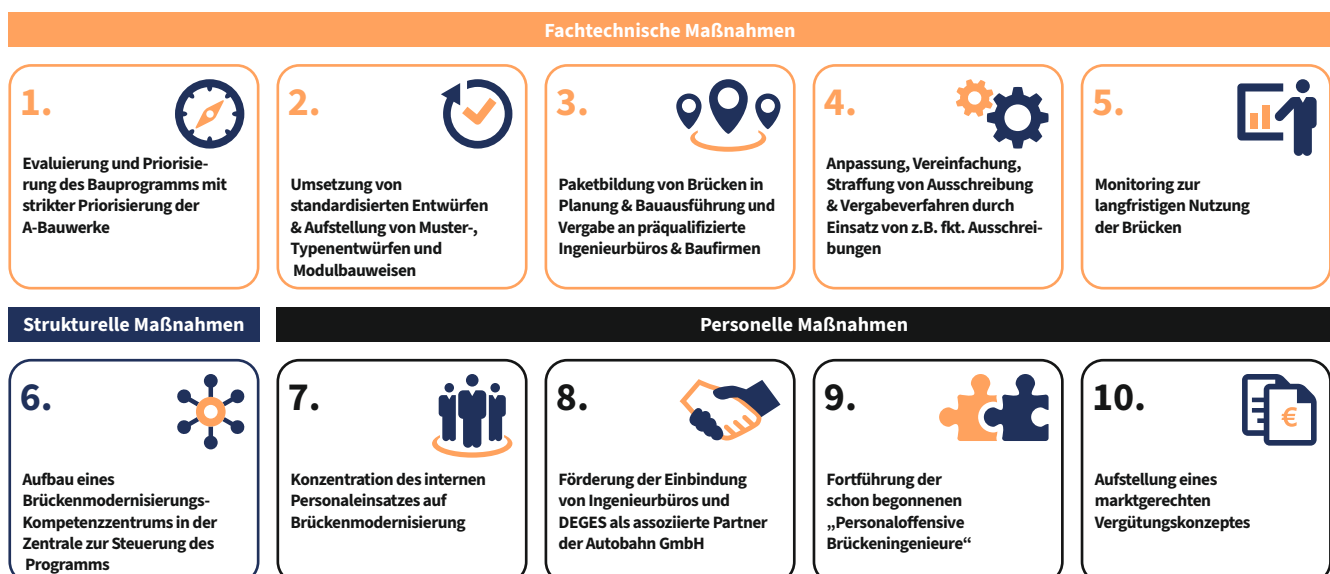 Fachtechnische Maßnahmen
1.
Evaluierung und Priorisie-
rung des Bauprogramms mit
strikter Priorisierung der
A-Bauwerke
2.
Umsetzung von
standardisierten Entwürfen
& Aufstellung von Muster-,
Typenentwürfen und
Modulbauweisen
3.
Paketbildung von Brücken in
Planung & Bauausführung und
Vergabe an präqualifizierte
Ingenieurbüros & Baufirmen
4.
Anpassung, Vereinfachung,
Straffung von Ausschreibung
& Vergabeverfahren durch
Einsatz von z.B. fkt. Ausschrei-
bungen
5.
Monitoring zur
langfristigen Nutzung
der Brücken
Strukturelle Maßnahmen
Personelle Maßnahmen
6.
Aufbau eines
Brückenmodernisierungs-
Kompetenzzentrums in der
Zentrale zur Steuerung des
Programms
7.
Konzentration des internen
Personaleinsatzes auf
Brückenmodernisierung
8.
Förderung der Einbindung
von Ingenieurbüros und
DEGES als assoziierte Partner
der Autobahn GmbH
9.
Fortführung der
schon begonnenen
„Personaloffensive
Brückeningenieure“
10.
€
Aufstellung eines
marktgerechten
Vergütungskonzeptes